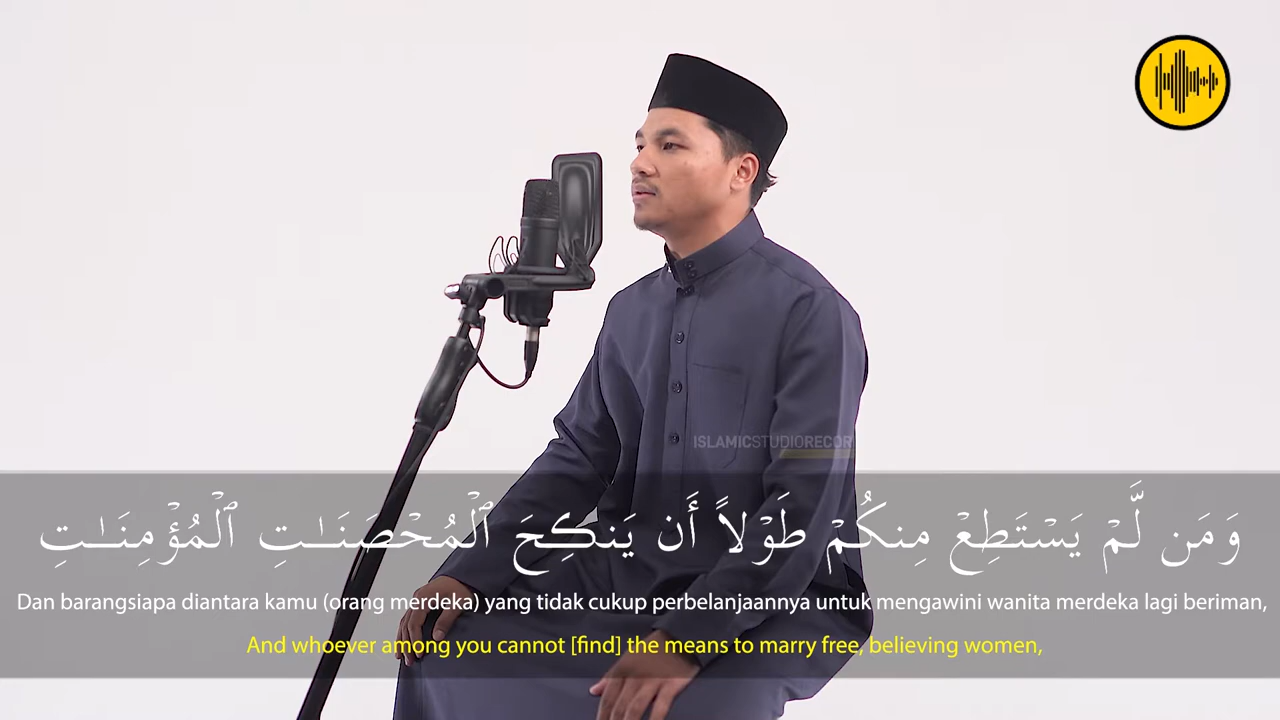 ISLAMICSTUDIORECOR
وَمَن لَّمْ يَسْتَطِعْ مِنكُمْ طَوْلاً أَن يَنكِحَ ٱلْمُحْصَنَـٰتِ ٱلْمُؤْمِنَـٰتِ
Dan barangsiapa diantara kamu (orang merdeka) yang tidak cukup perbelanjaannya untuk mengawini wanita merdeka lagi beriman,
And whoever among you cannot [find] the means to marry free, believing women,